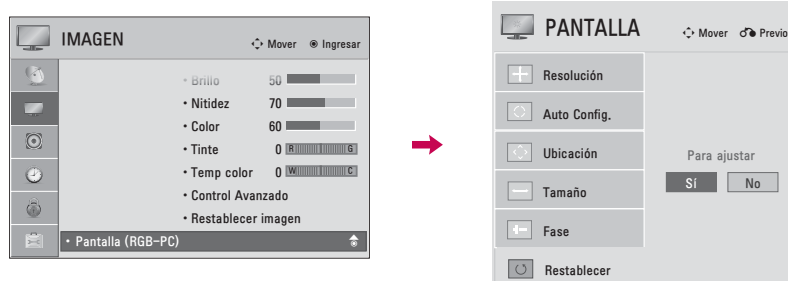 IMAGEN
Mover Ingresar
• Brillo 50
• Nitidez 70
• Color 60
• Tinte 0 R G
• Temp color 0 W C
• Control Avanzado
• Restablecer imagen
• Pantalla (RGB-PC)
PANTALLA
Mover Previo
Resolución
Auto Config.
Ubicación
Tamaño
Fase
Restablecer
Para ajustar
Sí No